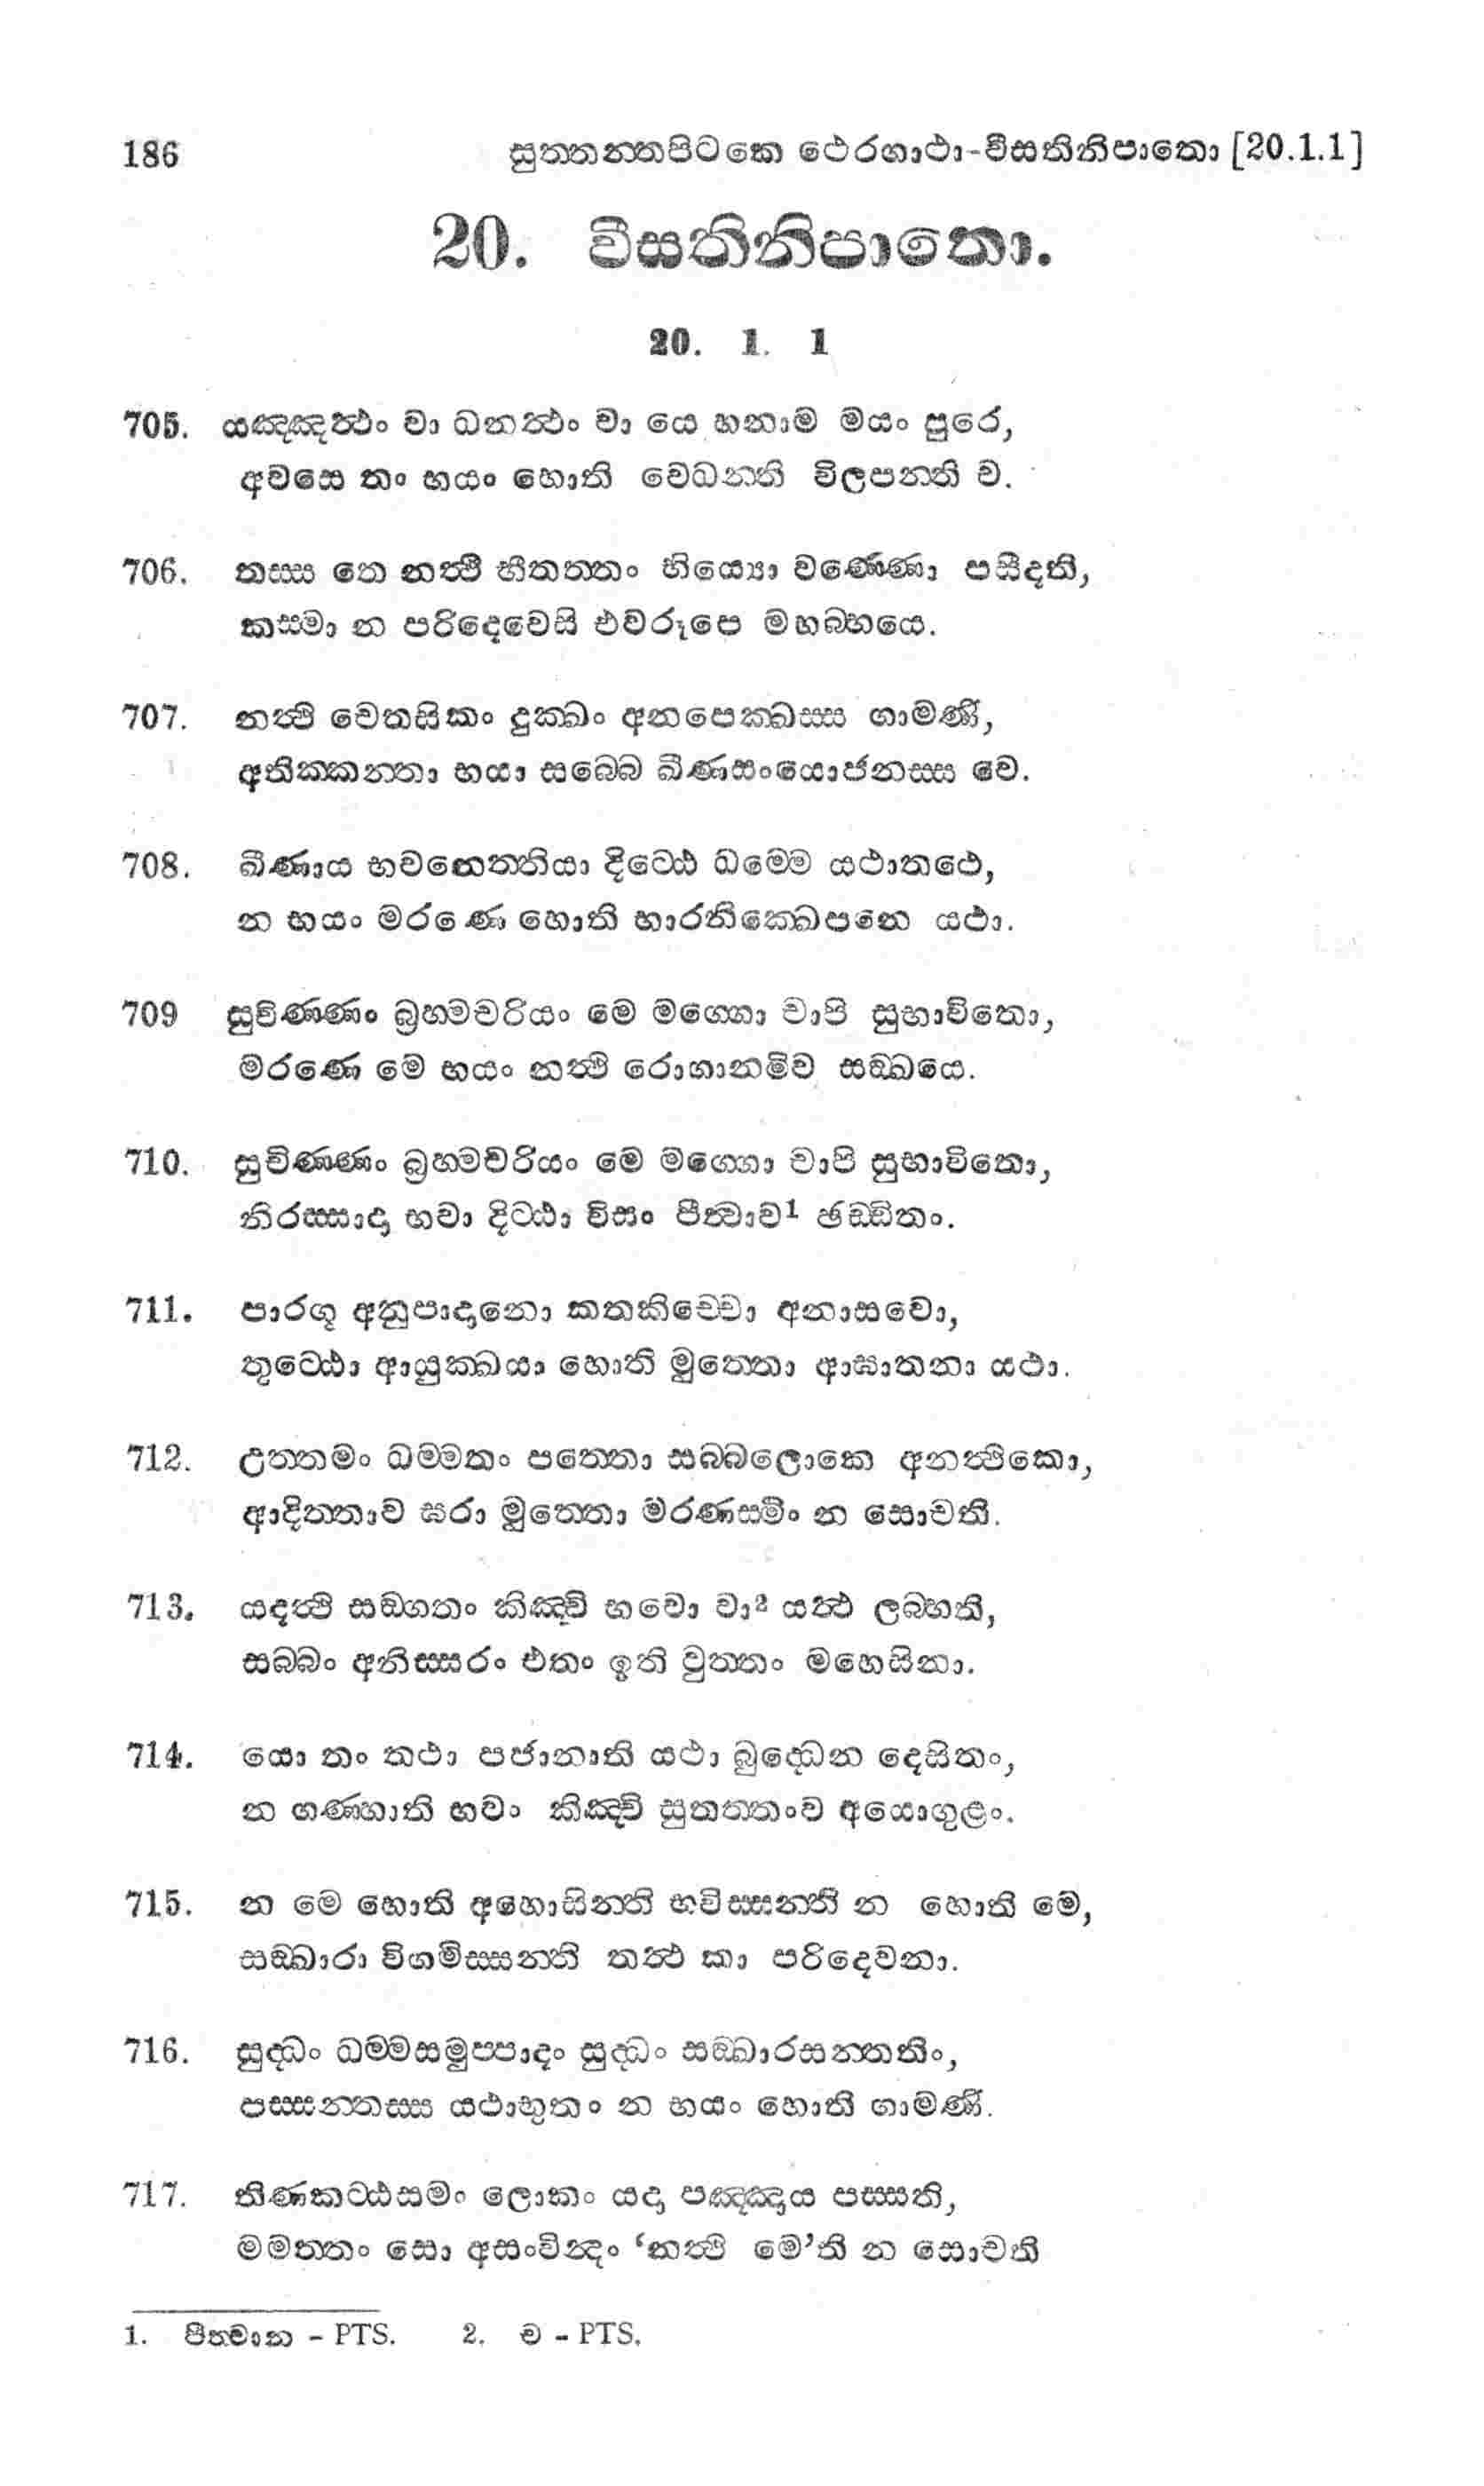 186 සුත්තන්තපිටකෙ ථෙරගාථා-වීසතිනිපාතො [20.1.1]
20. වීසතිනිපාතො.
20. 1. 1
705. යඤ්ඤත්ථං වා ධනත්ථං වා යෙ හනාම මයං පුරෙ,
අවසෙ තං භයං හොති වෙධන්ති විලපන්ති ච.
706. තස්ස තෙ නත්ථි භීතත්තං භිය්‍යො වණ්ණො පසීදති,
කස්මා න පරිදෙවෙසි එවරූපෙ මහබ්භයෙ.
707. නත්ථි චෙතසිකං දුක්ඛං අනපෙක්ඛස්ස ගාමණි,
අතික්කන්තා භයා සබ්බෙ ඛීණසංයොජනස්ස වෙ.
708. ඛීණාය භවනෙත්තියා දිට්ඨෙ ධම්මෙ යථාතථෙ,
න භයං මරණෙ හොති භාරනික්ඛෙපනෙ යථා.
709 සුචිණ්ණං බ්‍රහ්මචරියං මෙ මග්ගො චාපි සුභාවිතො,
මරණෙ මෙ භයං නත්ථි රොගානමිව සඞ්ඛයෙ.
710. සුචිණ්ණං බ්‍රහ්මචරියං මෙ මග්ගො චාපි සුභාවිතො,
නිරස්සාදා භවා දිට්ඨා විසං පීත්වාව1 ඡඩ්ඩිතං.
711. පාරගූ අනුපාදානො කතකිච්චො අනාසවො,
තුට්ඨො ආයුක්ඛයා හොති මුත්තො ආඝාතනා යථා.
712. උත්තමං ධම්මතං පත්තො සබ්බලොකෙ අනත්ථිකො,
ආදිත්තාව ඝරා මුත්තො මරණස්මිං න සොචති.
713. යදත්ථි සඞ්ගතං කිඤ්චි භවො වා2 යත්ථ ලබ්භති,
සබ්බං අනිස්සරං එතං ඉති වුත්තං මහෙසිනා.
714. යො තං තථා පජානාති යථා බුද්ධෙන දෙසිතං,
න ගණ්හාති භවං කිඤ්චි සුතත්තංව අයොගුළං.
715. න මෙ හොති අහොසින්ති භවිස්සන්ති න හොති මෙ,
සඞ්ඛාරා විගමිස්සන්ති තත්ථ කා පරිදෙවනා.
716. සුද්ධං ධම්මසමුප්පාදං සුද්ධං සඞ්ඛාරසන්තතිං,
පස්සන්තස්ස යථාභූතං න භයං හොති ගාමණි.
717. තිණකට්ඨසමං ලොකං යදා පඤ්ඤාය පස්සති,
මමත්තං සො අසංවින්දං ‘නත්ථි මෙ’ති න සොචති
1. පිත්වාන - PTS. 2. ච - PTS.